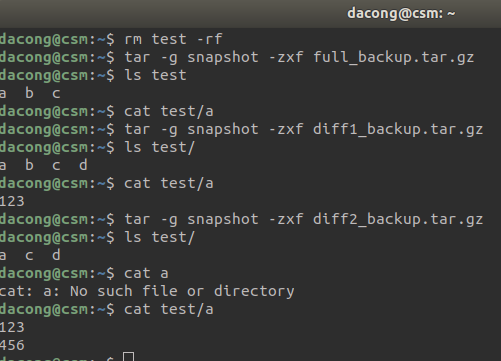 dacong@csm: ~
dacong@csm:~$ rm test -rf
dacong@csm:~$ tar -g snapshot -zxf full_backup.tar.gz
dacong@csm:~$ ls test
a  b  c
dacong@csm:~$ cat test/a
dacong@csm:~$ tar -g snapshot -zxf diff1_backup.tar.gz
dacong@csm:~$ ls test/
a  b  c  d
dacong@csm:~$ cat test/a
123
dacong@csm:~$ tar -g snapshot -zxf diff2_backup.tar.gz
dacong@csm:~$ ls test/
a  c  d
dacong@csm:~$ cat a
cat: a: No such file or directory
dacong@csm:~$ cat test/a
123
456
dacong@csm:~$